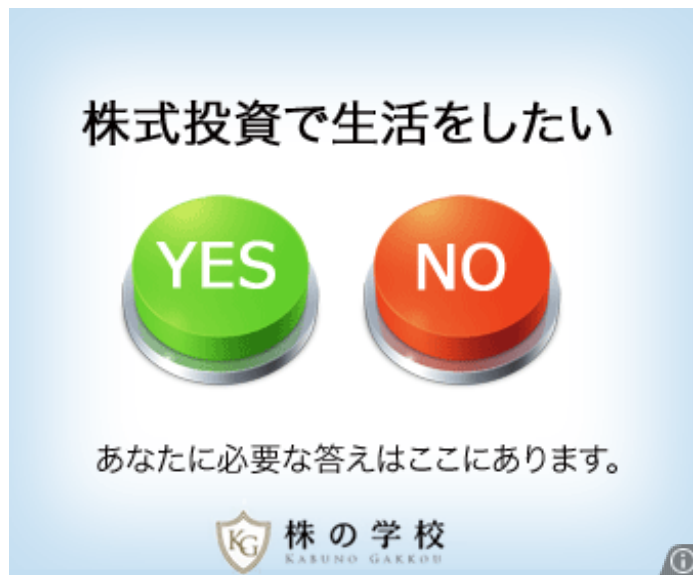 株式投資で生活をしたい
YES
NO
あなたに必要な答えはここにあります。
KG
株の学校
KABUNO GAKKOU